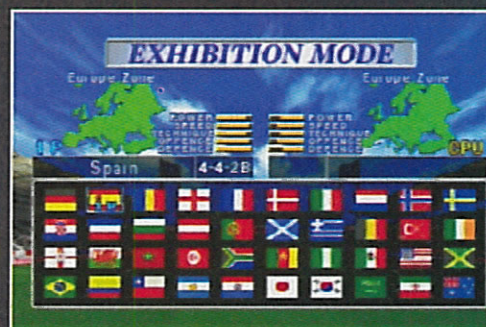 EXHIBITION MODE
Europe Zone Europe Zone
POWER POWER
SPEED SPEED
TECHNIQUE TECHNIQUE
OFFENCE OFFENCE
DEFENCE DEFENCE
1P CPU
Spain 4-4-2B